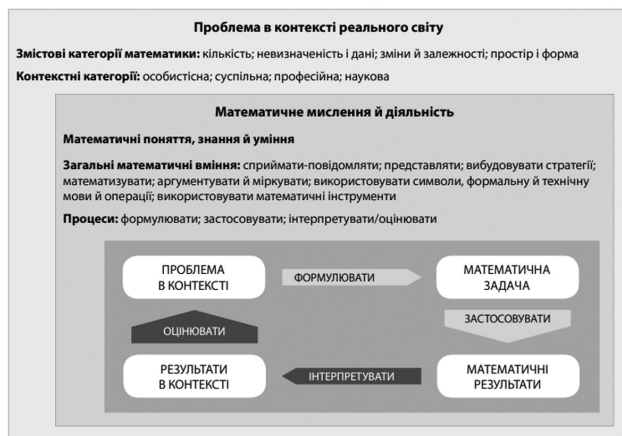 Проблема в контексті реального світу
Змістові категорії математики: кількість; невизначеність і дані; зміни й залежності; простір і форма
Контекстні категорії: особистісна; суспільна; професійна; наукова
Математичне мислення й діяльність
Математичні поняття, знання й уміння
Загальні математичні вміння: сприймати-повідомляти; представляти; вибудовувати стратегії;
математизувати; аргументувати й міркувати; використовувати символи, формальну й технічну
мови й операції; використовувати математичні інструменти
Процеси: формулювати; застосовувати; інтерпретувати/оцінювати
ПРОБЛЕМА
В КОНТЕКСТІ
ФОРМУЛЮВАТИ
МАТЕМАТИЧНА
ЗАДАЧА
ОЦІНЮВАТИ
ЗАСТОСОВУВАТИ
РЕЗУЛЬТАТИ
В КОНТЕКСТІ
ІНТЕРПРЕТУВАТИ
МАТЕМАТИЧНІ
РЕЗУЛЬТАТИ